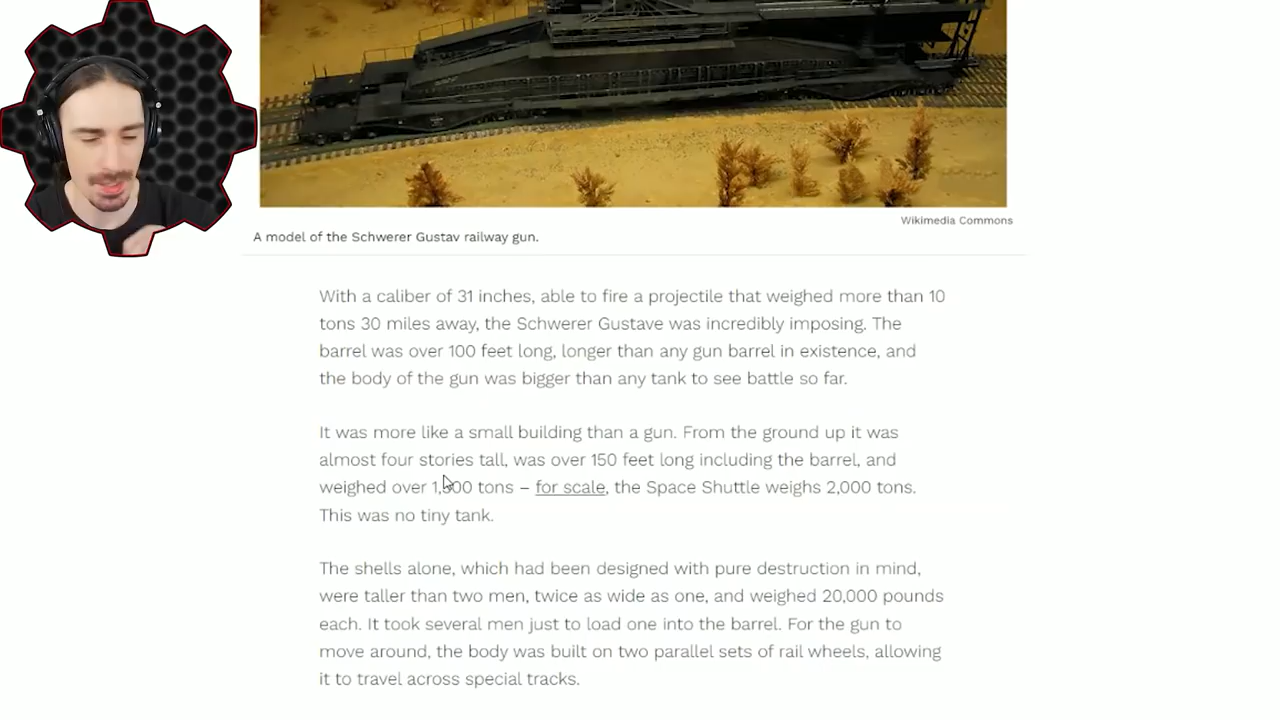 Wikimedia Commons
A model of the Schwerer Gustav railway gun.
With a caliber of 31 inches, able to fire a projectile that weighed more than 10
tons 30 miles away, the Schwerer Gustave was incredibly imposing. The
barrel was over 100 feet long, longer than any gun barrel in existence, and
the body of the gun was bigger than any tank to see battle so far.
It was more like a small building than a gun. From the ground up it was
almost four stories tall, was over 150 feet long including the barrel, and
weighed over tons – for scale, the Space Shuttle weighs 2,000 tons.
This was no tiny tank.
The shells alone, which had been designed with pure destruction in mind,
were taller than two men, twice as wide as one, and weighed 20,000 pounds
each. It took several men just to load one into the barrel. For the gun to
move around, the body was built on two parallel sets of rail wheels, allowing
it to travel across special tracks.